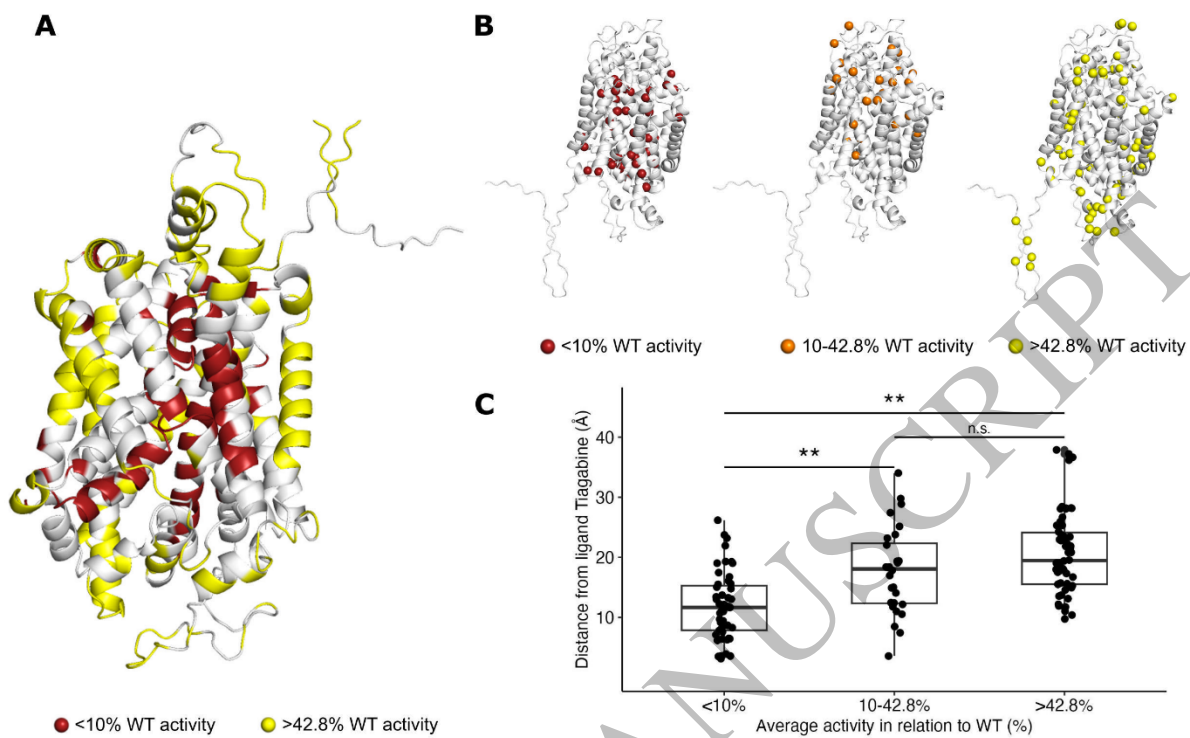 A
B
<10% WT activity
10-42.8% WT activity
>42.8% WT activity
C
**
n.s.
**
Distance from ligand Tiagabine (Å)
40
30
20
10
<10%
10-42.8%
>42.8%
Average activity in relation to WT (%)
<10% WT activity
>42.8% WT activity
ANUSCRIPT